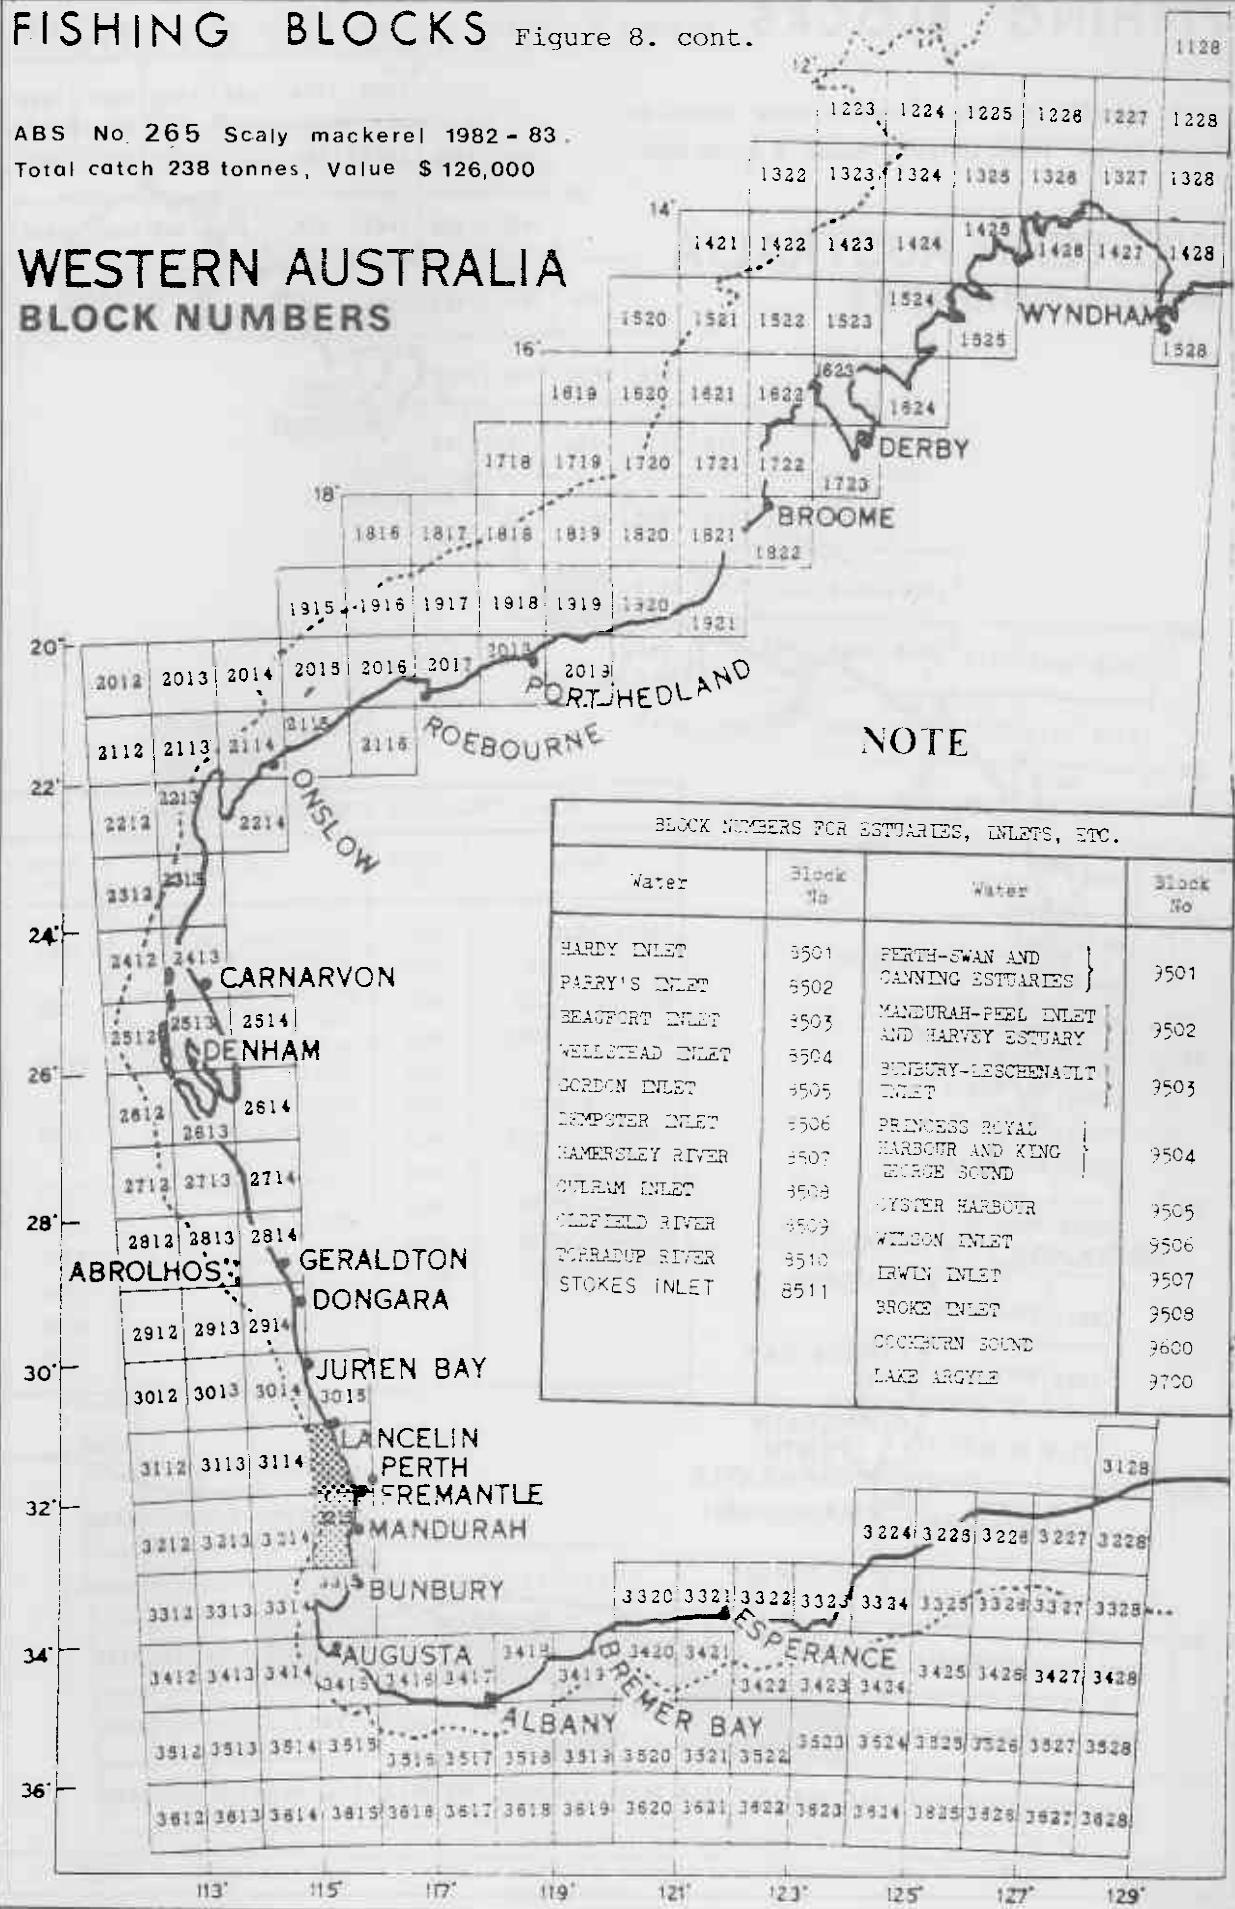 FISHING BLOCKS Figure 8. cont.
ABS No. 265 Scaly mackerel 1982 - 83.
Total catch 238 tonnes, Value $ 126,000
WESTERN AUSTRALIA
BLOCK NUMBERS
1128
12°
1223 1224 1225 1226 1227 1228
1322 1323 1324 1325 1326 1327 1328
14°
1421 1422 1423 1424 1425 1426 1427 1428
1520 1521 1522 1523 1524 1525 1528
WYNDHAM
16°
1619 1620 1621 1622 1623 1624
DERBY
1718 1719 1720 1721 1722 1723
18°
BROOME
1816 1817 1818 1819 1820 1821 1822
1915 1916 1917 1918 1919 1920 1921
20°
2012 2013 2014 2015 2016 2017 2019
PORT HEDLAND
ROEBOURNE
2112 2113 2114 2115 2116
ONSLOW
22°
2212 2213 2214
2312 2313
24°
2412 2413
CARNARVON
2512 2513 2514
DENHAM
26°
2612 2613 2614
2712 2713 2714
28°
2812 2813 2814
ABROLHOS
GERALDTON
DONGARA
2912 2913 2914
30°
JURIEN BAY
3012 3013 3014 3015
LANCELIN
PERTH
FREMANTLE
3112 3113 3114
32°
MANDURAH
3212 3213 3214 3215
BUNBURY
3312 3313 3314
34°
AUGUSTA
3412 3413 3414 3415 3416 3417 3418 3419 3420 3421 3422 3423 3424 3425 3426 3427 3428
ALBANY
BREMER BAY
ESPERANCE
3128
3224 3225 3226 3227 3228
3320 3321 3322 3323 3324 3325 3326 3327 3328
3512 3513 3514 3515 3516 3517 3518 3519 3520 3521 3522 3523 3524 3525 3526 3527 3528
36°
3612 3613 3614 3615 3616 3617 3618 3619 3620 3621 3622 3623 3624 3625 3626 3627 3628
113° 115° 117° 119° 121° 123° 125° 127° 129°
NOTE
BLOCK NUMBERS FOR ESTUARIES, INLETS, ETC.
Water Block No Water Block No
HARDY INLET 8501
PARRY'S INLET 8502
BEAUFORT INLET 8503
WELLSTEAD INLET 8504
GORDON INLET 8505
DEMPSTER INLET 8506
HAMERSLEY RIVER 8507
CULHAM INLET 8508
OLDFIELD RIVER 8509
TORRADUP RIVER 8510
STOKES INLET 8511
PERTH-SWAN AND
CANNING ESTUARIES 9501
MANDURAH-PEEL INLET
AND HARVEY ESTUARY 9502
BUNBURY-LESCHENAULT
INLET 9503
PRINCESS ROYAL
HARBOUR AND KING
GEORGE SOUND 9504
OYSTER HARBOUR 9505
WILSON INLET 9506
IRWIN INLET 9507
BROKE INLET 9508
COCKBURN SOUND 9600
LAKE ARGYLE 9700